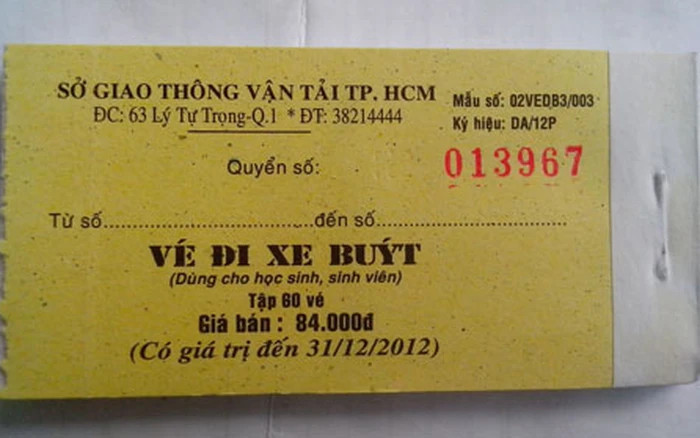 SỞ GIAO THÔNG VẬN TẢI TP. HCM
ĐC: 63 Lý Tự Trọng-Q.1 * ĐT: 38214444
Mẫu số: 02VEDB3/003
Ký hiệu: DA/12P
Quyển số: 013967
Từ số........................................đến số....................................
VÉ ĐI XE BUÝT
(Dùng cho học sinh, sinh viên)
Tập 60 vé
Giá bán : 84.000đ
(Có giá trị đến 31/12/2012)